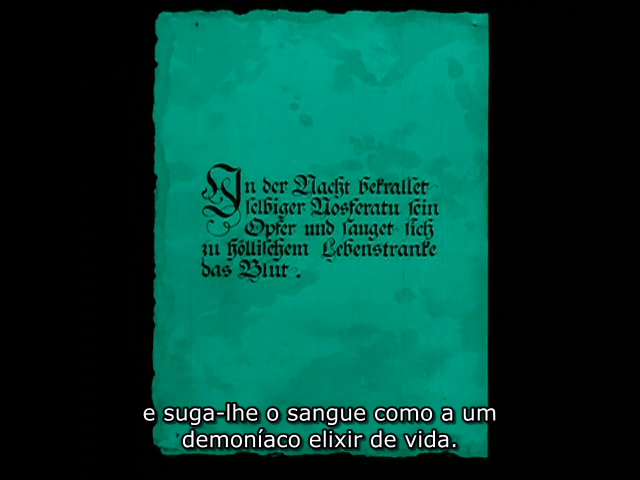 In der Nacht bekrallet
selbiger Nosferatu sein
Opfer und sauget sich
zu höllischem Lebenstranke
das Blut.
e suga-lhe o sangue como a um
demoníaco elixir de vida.